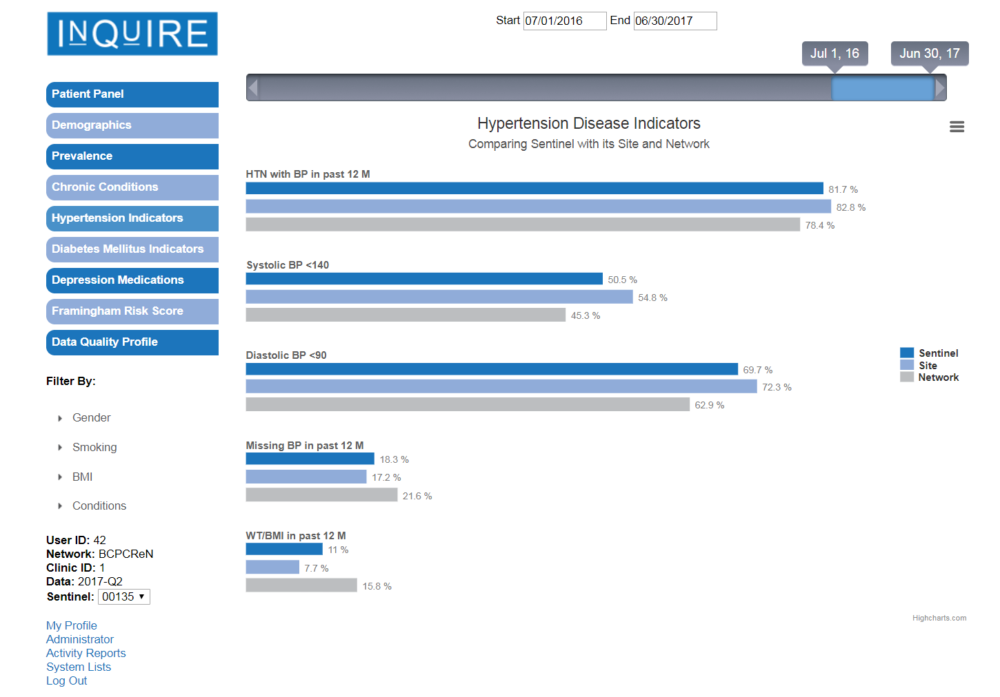 INQUIRE
Start 07/01/2016 End 06/30/2017
Jul 1, 16
Jun 30, 17
Patient Panel
Demographics
Prevalence
Chronic Conditions
Hypertension Indicators
Diabetes Mellitus Indicators
Depression Medications
Framingham Risk Score
Data Quality Profile
Filter By:
Gender
Smoking
BMI
Conditions
User ID: 42
Network: BCPCReN
Clinic ID: 1
Data: 2017-Q2
Sentinel: 00135
My Profile
Administrator
Activity Reports
System Lists
Log Out
Hypertension Disease Indicators
Comparing Sentinel with its Site and Network
HTN with BP in past 12 M
81.7 %
82.8 %
78.4 %
Systolic BP <140
50.5 %
54.8 %
45.3 %
Diastolic BP <90
69.7 %
72.3 %
62.9 %
Missing BP in past 12 M
18.3 %
17.2 %
21.6 %
WT/BMI in past 12 M
11 %
7.7 %
15.8 %
Sentinel
Site
Network
Highcharts.com